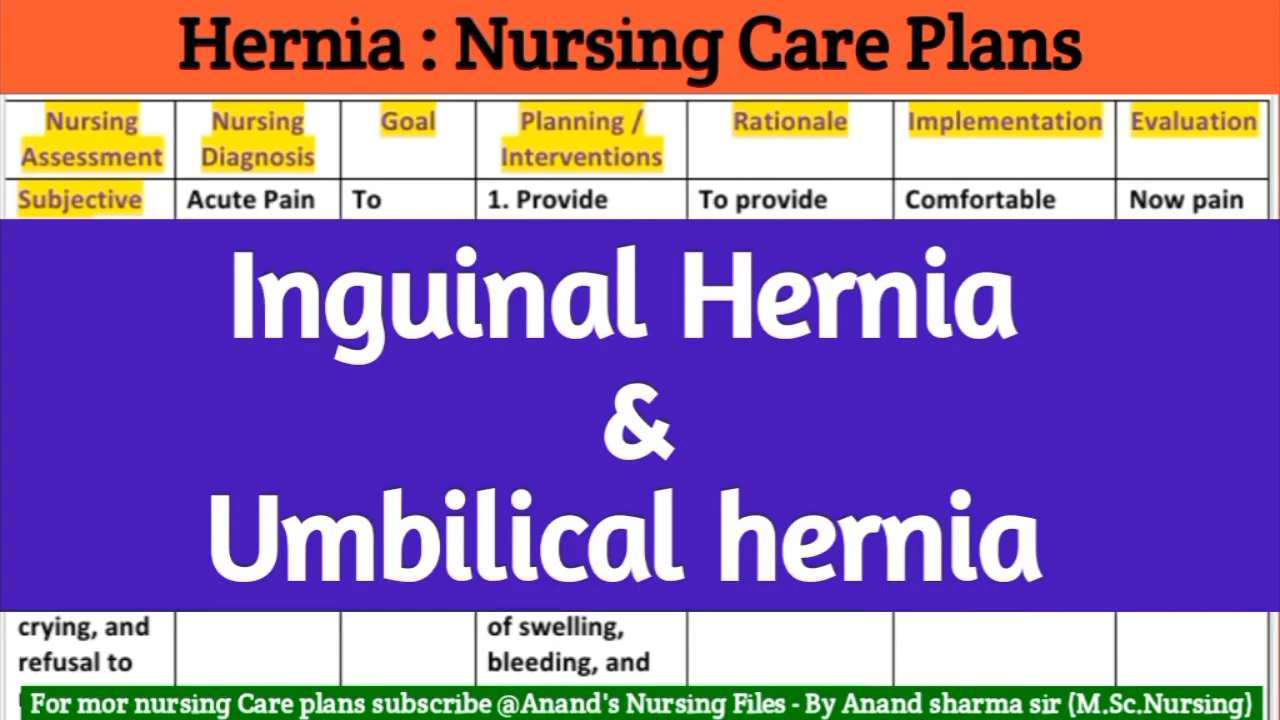 Hernia : Nursing Care Plans
Nursing Assessment Nursing Diagnosis Goal Planning / Interventions Rationale Implementation Evaluation
Subjective Acute Pain To 1. Provide To provide Comfortable Now pain
Inguinal Hernia
&
Umbilical hernia
crying, and of swelling,
refusal to bleeding, and
For mor nursing Care plans subscribe @Anand's Nursing Files - By Anand sharma sir (M.Sc.Nursing)